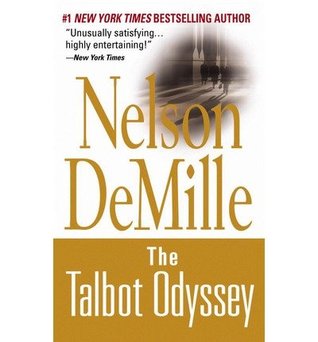 #1 NEW YORK TIMES BESTSELLING AUTHOR
“Unusually satisfying…
highly entertaining!”
—New York Times
Nelson
DeMille
The
Talbot Odyssey